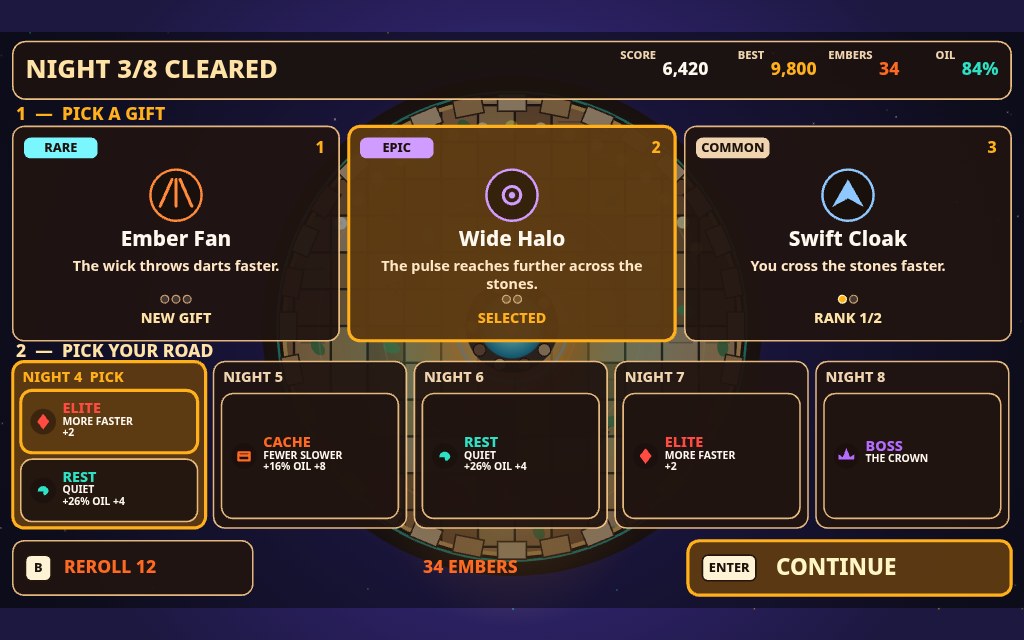 NIGHT 3/8 CLEARED
SCORE 6,420
BEST 9,800
EMBERS 34
OIL 84%
1 — PICK A GIFT
RARE 1
Ember Fan
The wick throws darts faster.
NEW GIFT
EPIC 2
Wide Halo
The pulse reaches further across the
stones.
SELECTED
COMMON 3
Swift Cloak
You cross the stones faster.
RANK 1/2
2 — PICK YOUR ROAD
NIGHT 4 PICK
ELITE
MORE FASTER
+2
REST
QUIET
+26% OIL +4
NIGHT 5
CACHE
FEWER SLOWER
+16% OIL +8
NIGHT 6
REST
QUIET
+26% OIL +4
NIGHT 7
ELITE
MORE FASTER
+2
NIGHT 8
BOSS
THE CROWN
B REROLL 12
34 EMBERS
ENTER CONTINUE